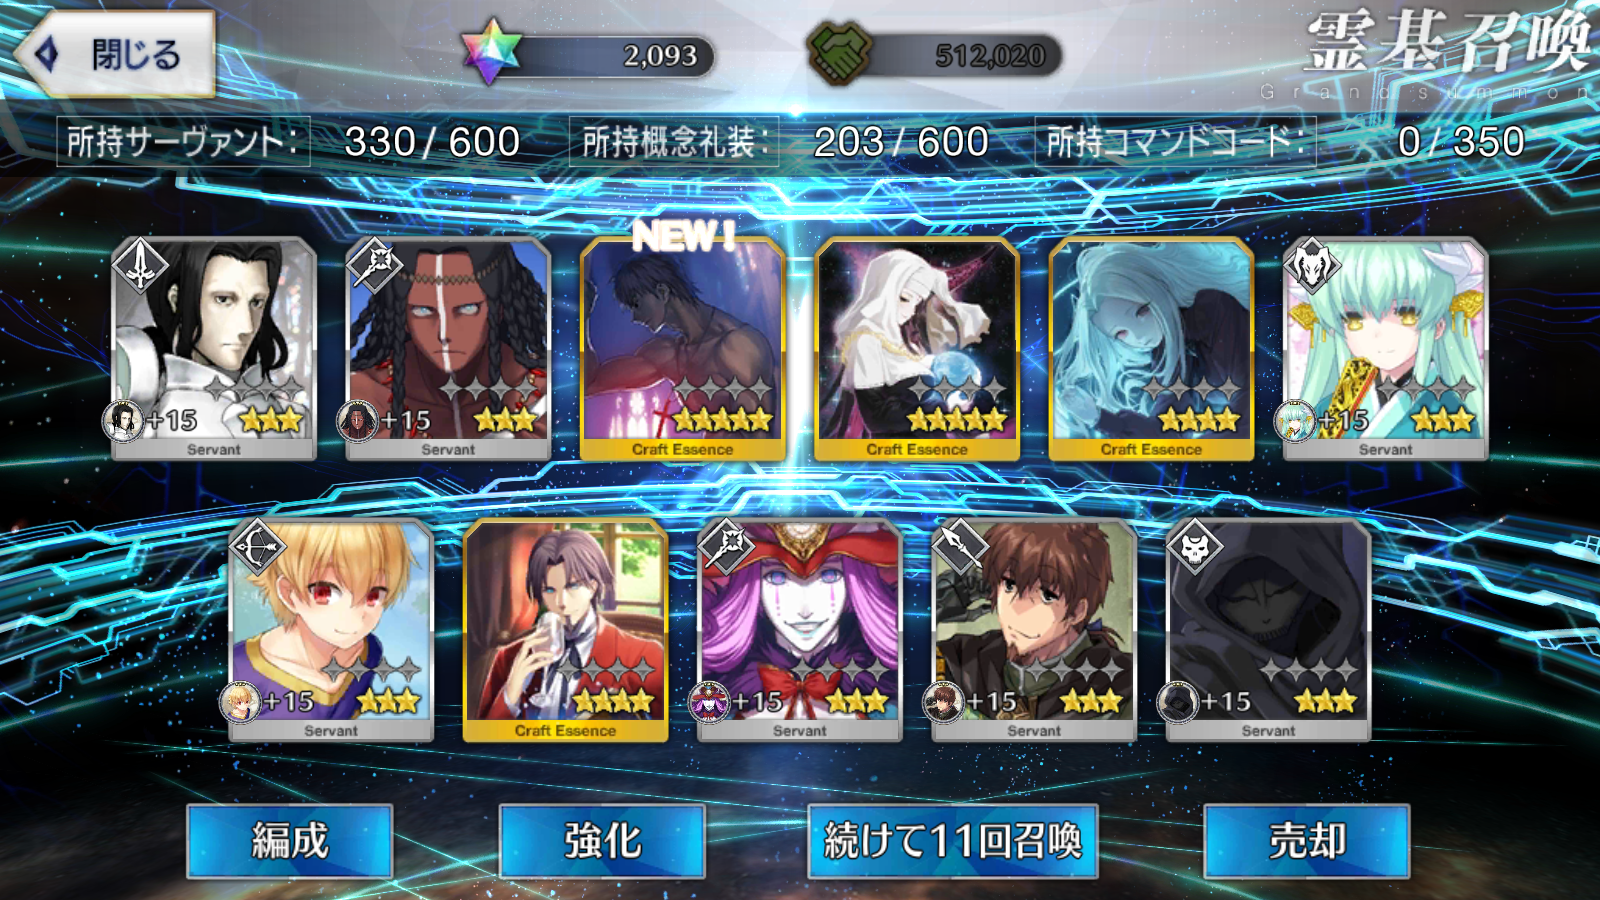 閉じる
2,093
512,020
霊基召喚
Grand summon
所持サーヴァント: 330 / 600
所持概念礼装: 203 / 600
所持コマンドコード: 0 / 350
NEW!
+15
Servant
+15
Servant
Craft Essence
Craft Essence
Craft Essence
+15
Servant
+15
Servant
Craft Essence
+15
Servant
+15
Servant
+15
Servant
編成
強化
続けて11回召喚
売却